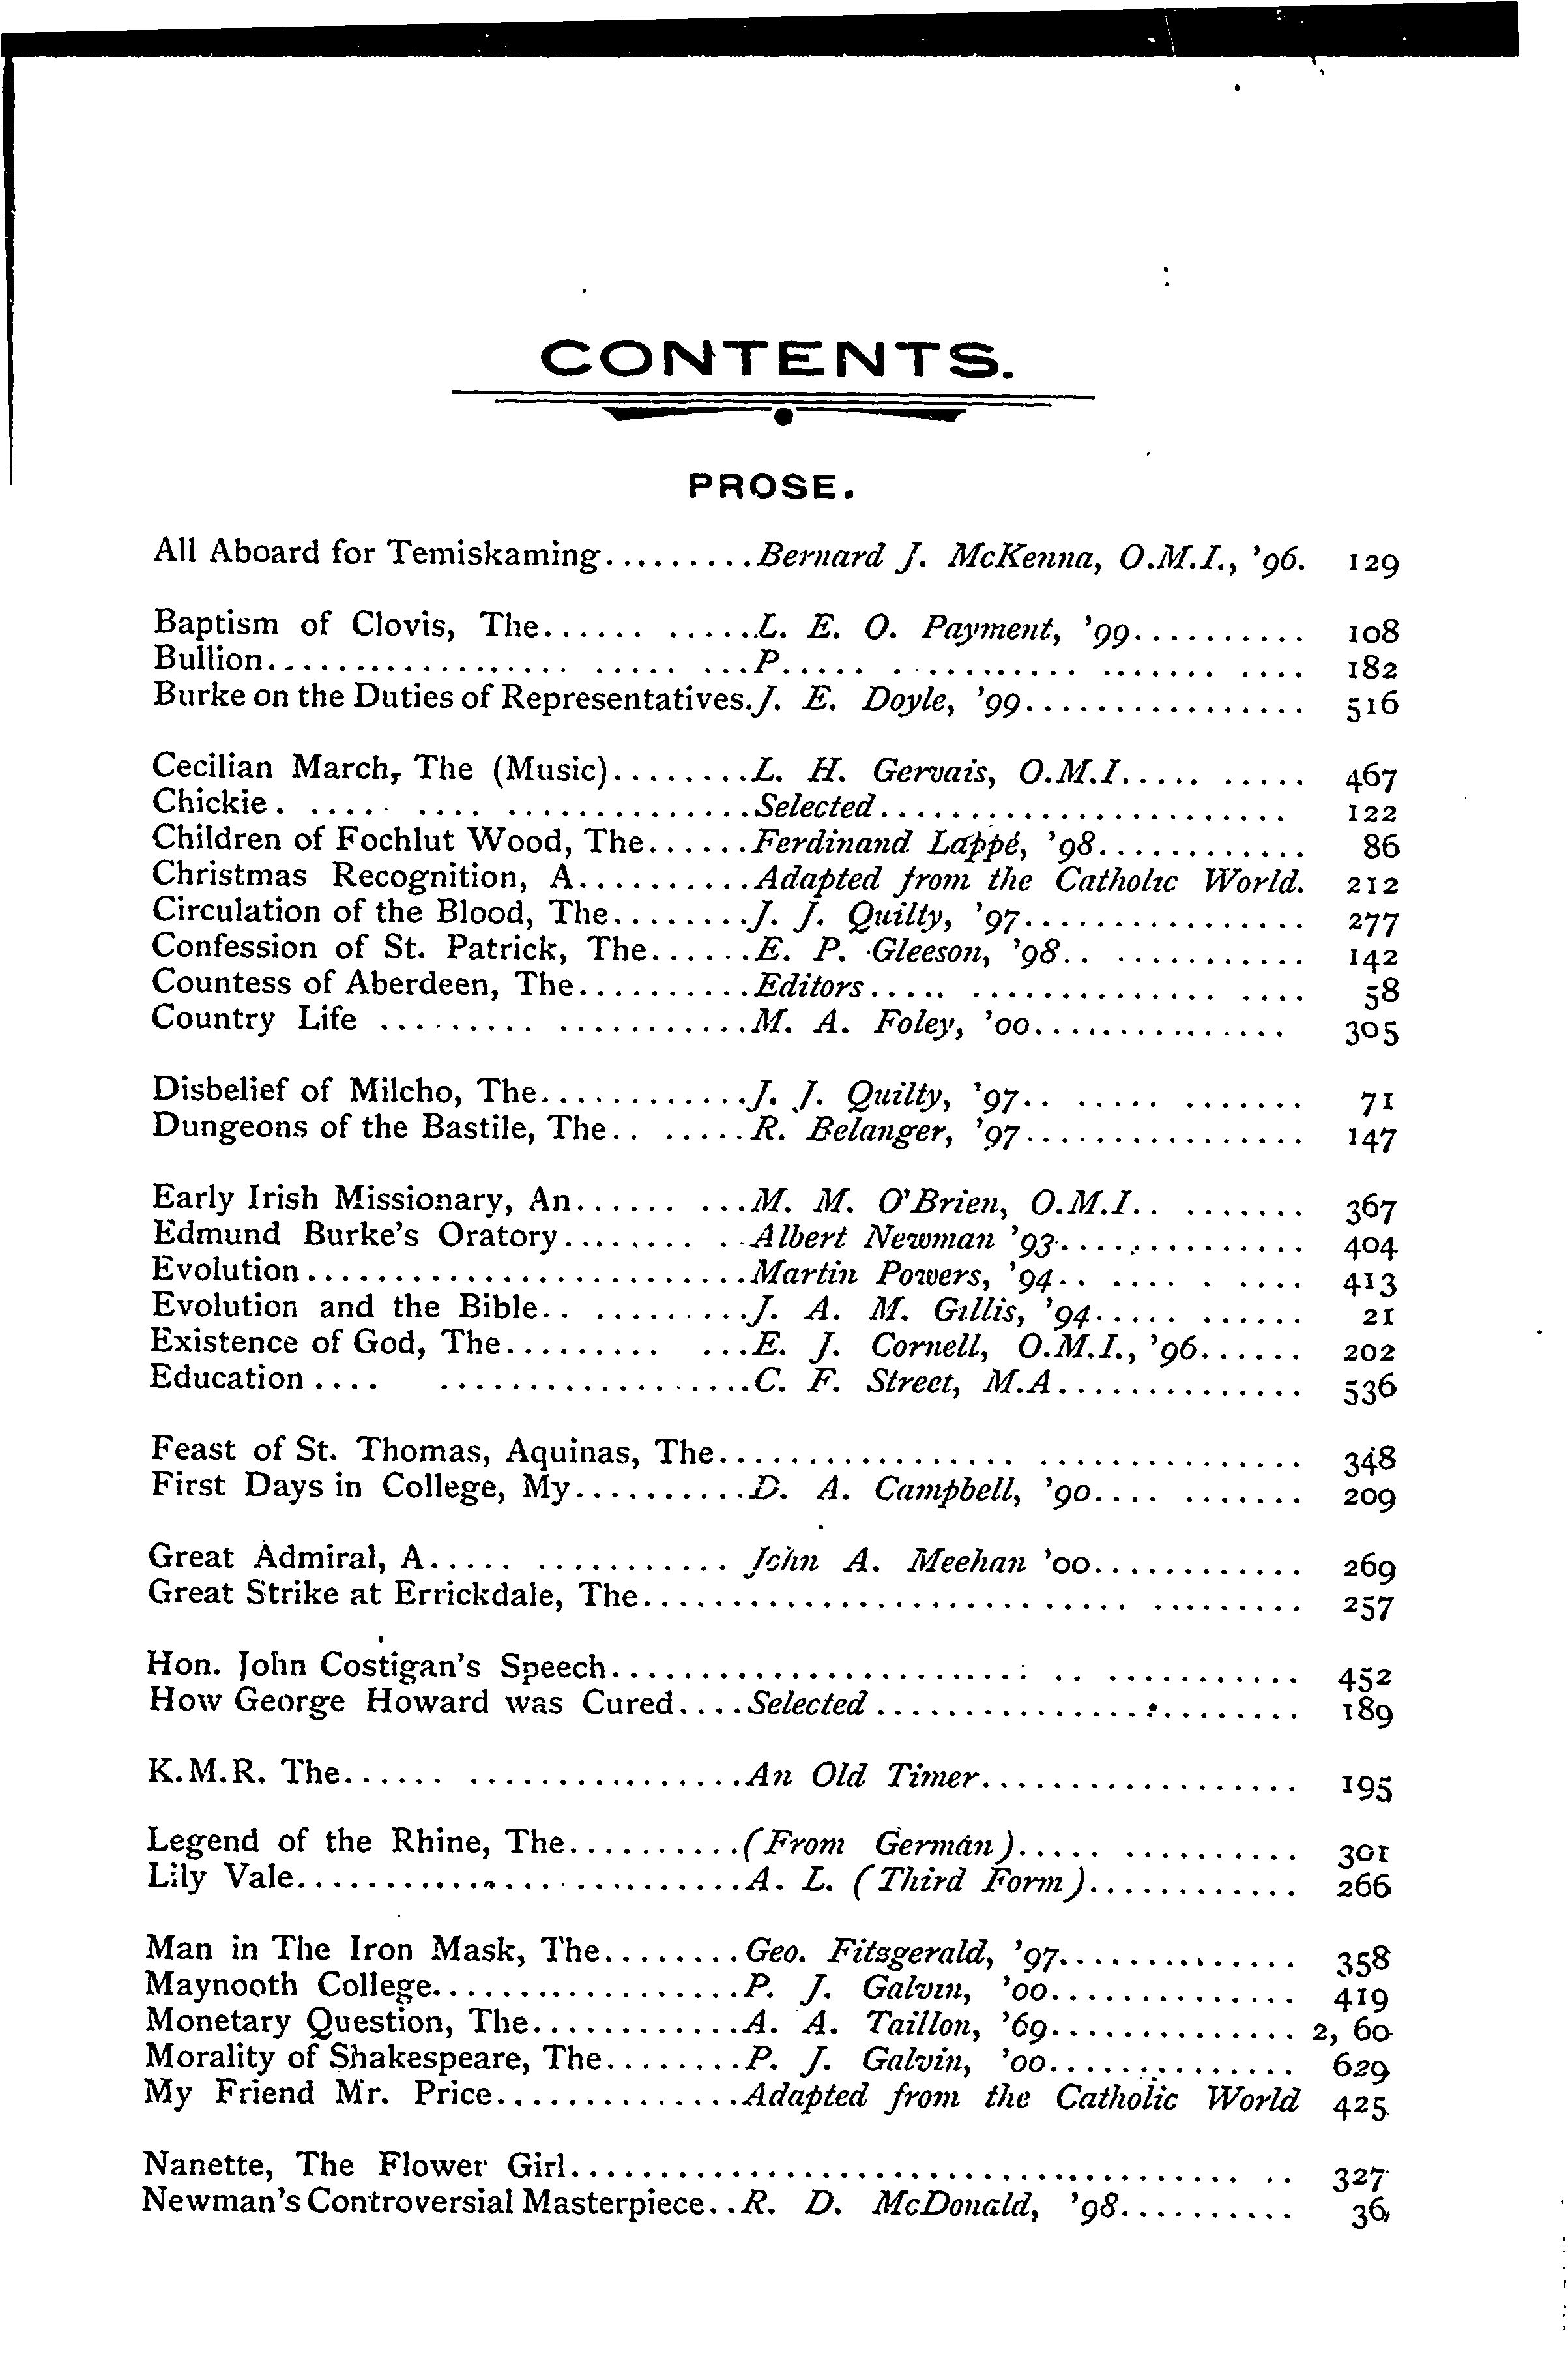 CONTENTS.
PROSE.
All Aboard for Temiskaming.........Bernard J. McKenna, O.M.I., '96. 129
Baptism of Clovis, The...........L. E. O. Payment, '99.......... 108
Bullion...........................P........................... 182
Burke on the Duties of Representatives.J. E. Doyle, '99................ 516
Cecilian March, The (Music)........L. H. Gervais, O.M.I.......... 467
Chickie...........................Selected........................ 122
Children of Fochlut Wood, The......Ferdinand Lappé, '98............ 86
Christmas Recognition, A..........Adapted from the Catholic World. 212
Circulation of the Blood, The........J. J. Quilty, '97................ 277
Confession of St. Patrick, The......E. P. Gleeson, '98............. 142
Countess of Aberdeen, The..........Editors........................ 58
Country Life ....................M. A. Foley, '00............... 305
Disbelief of Milcho, The............J. J. Quilty, '97.............. 71
Dungeons of the Bastile, The.......R. Belanger, '97................ 147
Early Irish Missionary, An.........M. M. O'Brien, O.M.I.......... 367
Edmund Burke's Oratory..........Albert Newman '93.............. 404
Evolution.........................Martin Powers, '94........... 413
Evolution and the Bible...........J. A. M. Gillis, '94........... 21
Existence of God, The............E. J. Cornell, O.M.I., '96...... 202
Education......................C. F. Street, M.A.............. 536
Feast of St. Thomas, Aquinas, The................................ 348
First Days in College, My..........D. A. Campbell, '90........... 209
Great Admiral, A................. John A. Meehan '00............ 269
Great Strike at Errickdale, The.................................... 257
Hon. John Costigan's Speech..................................... 452
How George Howard was Cured....Selected........................ 189
K.M.R. The......................An Old Timer.................. 195
Legend of the Rhine, The..........(From German)............... 301
Lily Vale.........................A. L. (Third Form)............ 266
Man in The Iron Mask, The........Geo. Fitzgerald, '97.............. 358
Maynooth College.................P. J. Galvin, '00.............. 419
Monetary Question, The............A. A. Taillon, '69.............. 2, 60
Morality of Shakespeare, The........P. J. Galvin, '00.............. 629
My Friend Mr. Price..............Adapted from the Catholic World 425
Nanette, The Flower Girl........................................ 327
Newman's Controversial Masterpiece..R. D. McDonald, '98.......... 36